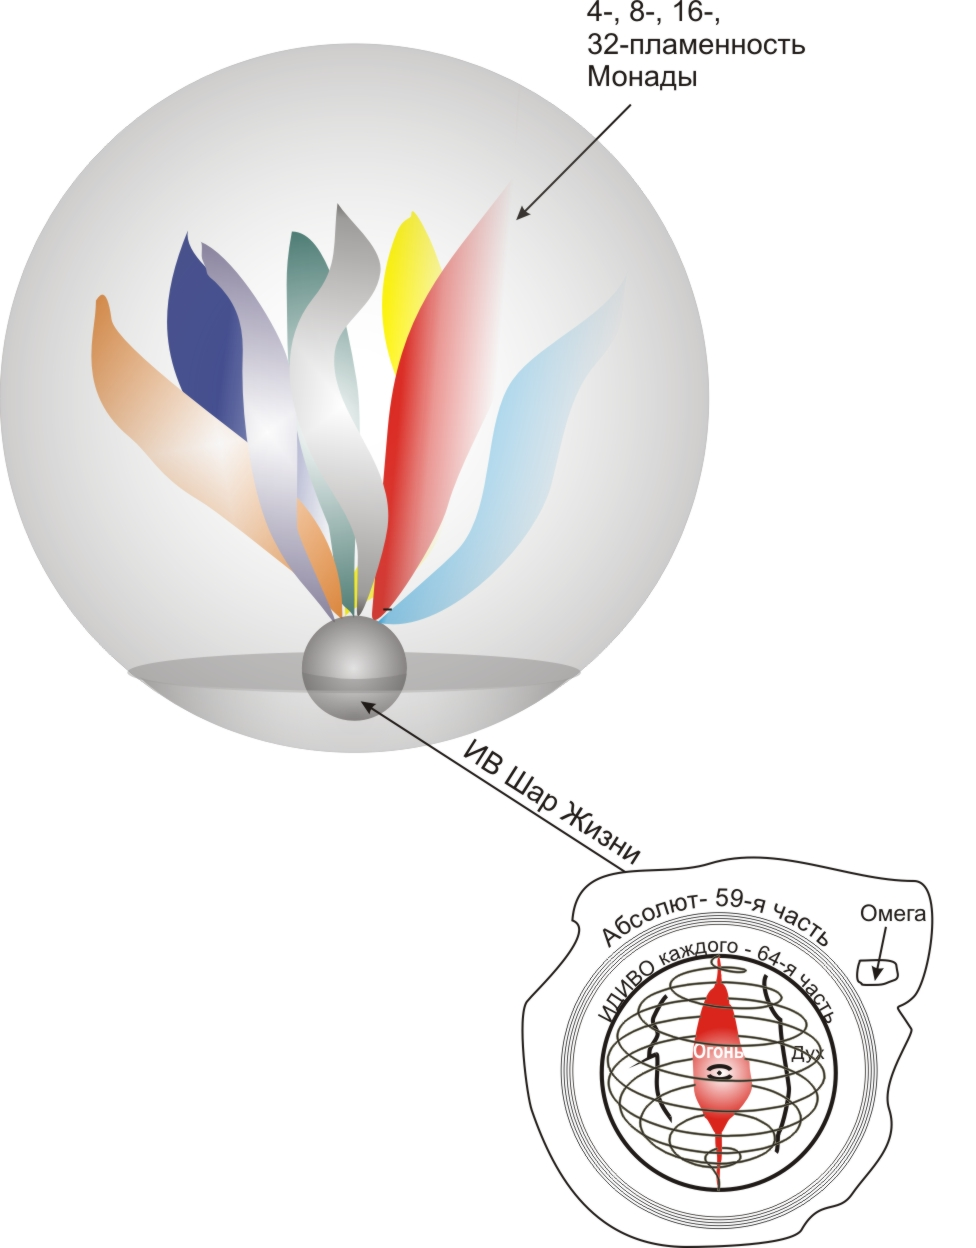 4-, 8-, 16-,
32-пламенность
Монады
ИВ Шар Жизни
Абсолют- 59-я часть
Омега
ИДИВО каждого - 64-я часть
Огонь
Дух